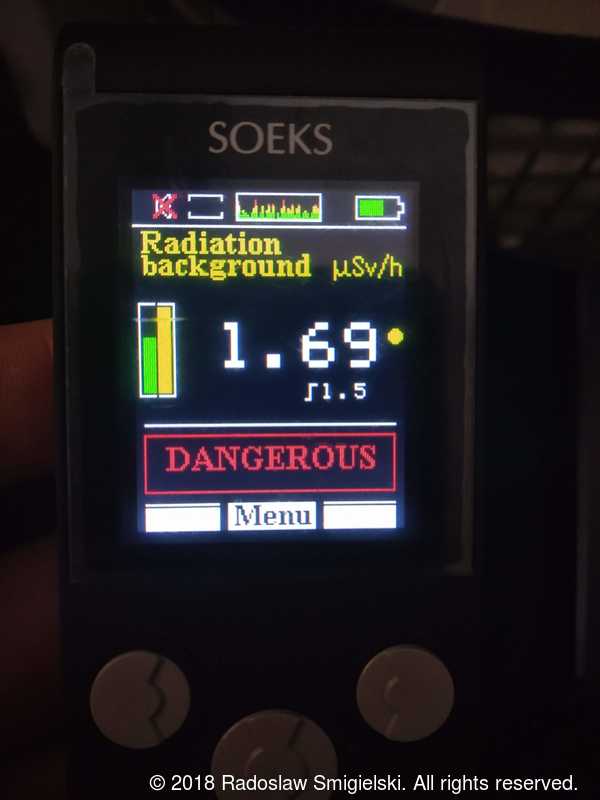 SOEKS
Radiation
background µSv/h
1.69
∫1.5
DANGEROUS
Menu
© 2018 Radoslaw Smigielski. All rights reserved.